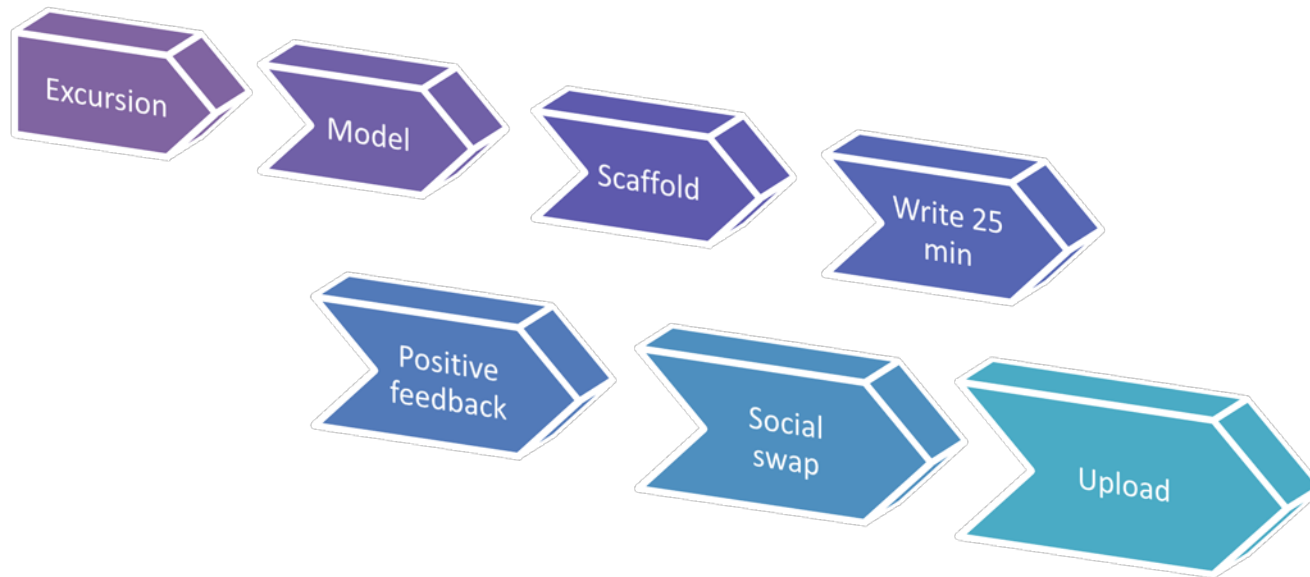 Excursion
Model
Scaffold
Write 25
min
Positive
feedback
Social
swap
Upload